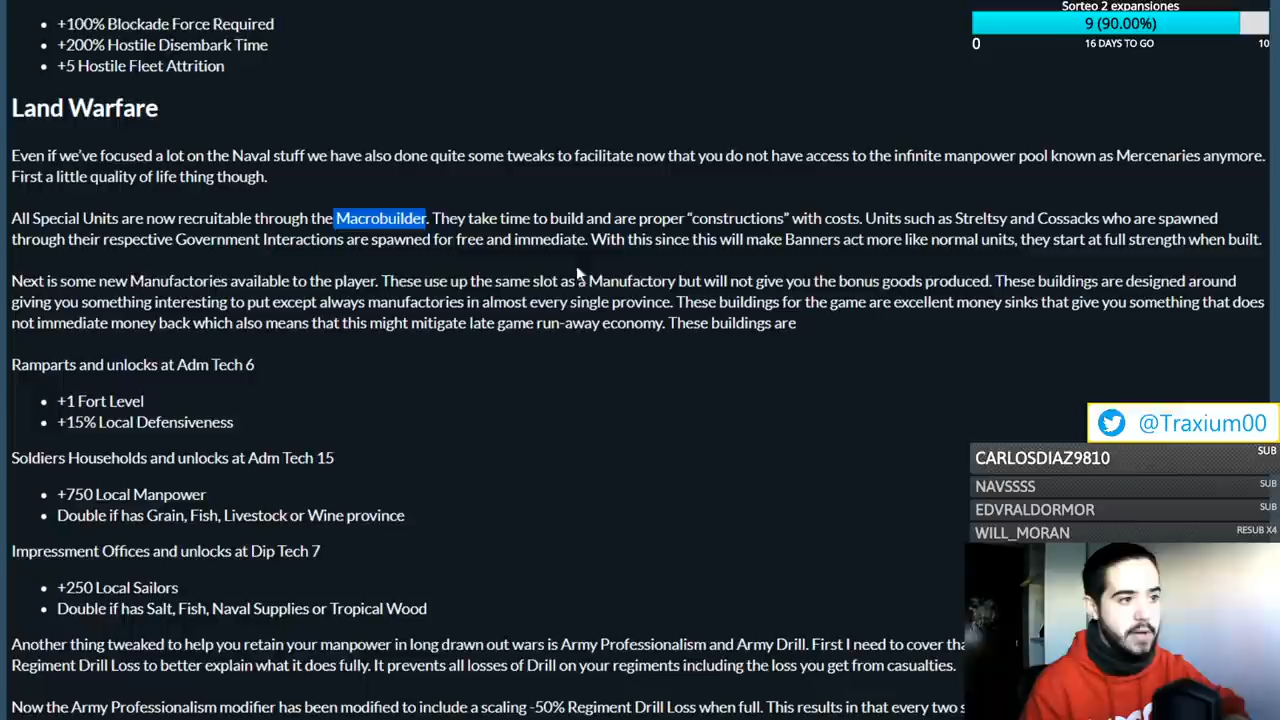 +100% Blockade Force Required
+200% Hostile Disembark Time
+5 Hostile Fleet Attrition
Sorteo 2 expansiones
9 (90.00%)
0
16 DAYS TO GO
10
Land Warfare
Even if we’ve focused a lot on the Naval stuff we have also done quite some tweaks to facilitate now that you do not have access to the infinite manpower pool known as Mercenaries anymore.
First a little quality of life thing though.
All Special Units are now recruitable through the Macrobuilder. They take time to build and are proper “constructions” with costs. Units such as Streltsy and Cossacks who are spawned
through their respective Government Interactions are spawned for free and immediate. With this since this will make Banners act more like normal units, they start at full strength when built.
Next is some new Manufactories available to the player. These use up the same slot as a Manufactory but will not give you the bonus goods produced. These buildings are designed around
giving you something interesting to put except always manufactories in almost every single province. These buildings for the game are excellent money sinks that give you something that does
not immediate money back which also means that this might mitigate late game run-away economy. These buildings are
Ramparts and unlocks at Adm Tech 6
+1 Fort Level
+15% Local Defensiveness
Soldiers Households and unlocks at Adm Tech 15
+750 Local Manpower
Double if has Grain, Fish, Livestock or Wine province
Impressment Offices and unlocks at Dip Tech 7
+250 Local Sailors
Double if has Salt, Fish, Naval Supplies or Tropical Wood
Another thing tweaked to help you retain your manpower in long drawn out wars is Army Professionalism and Army Drill. First I need to cover
Regiment Drill Loss to better explain what it does fully. It prevents all losses of Drill on your regiments including the loss you get from casualties.
Now the Army Professionalism modifier has been modified to include a scaling -50% Regiment Drill Loss when full. This results in that every two
@Traxium00
CARLOSDIAZ9810 SUB
NAVSSSS SUB
EDVRALDORMOR SUB
WILL_MORAN RESUB X4